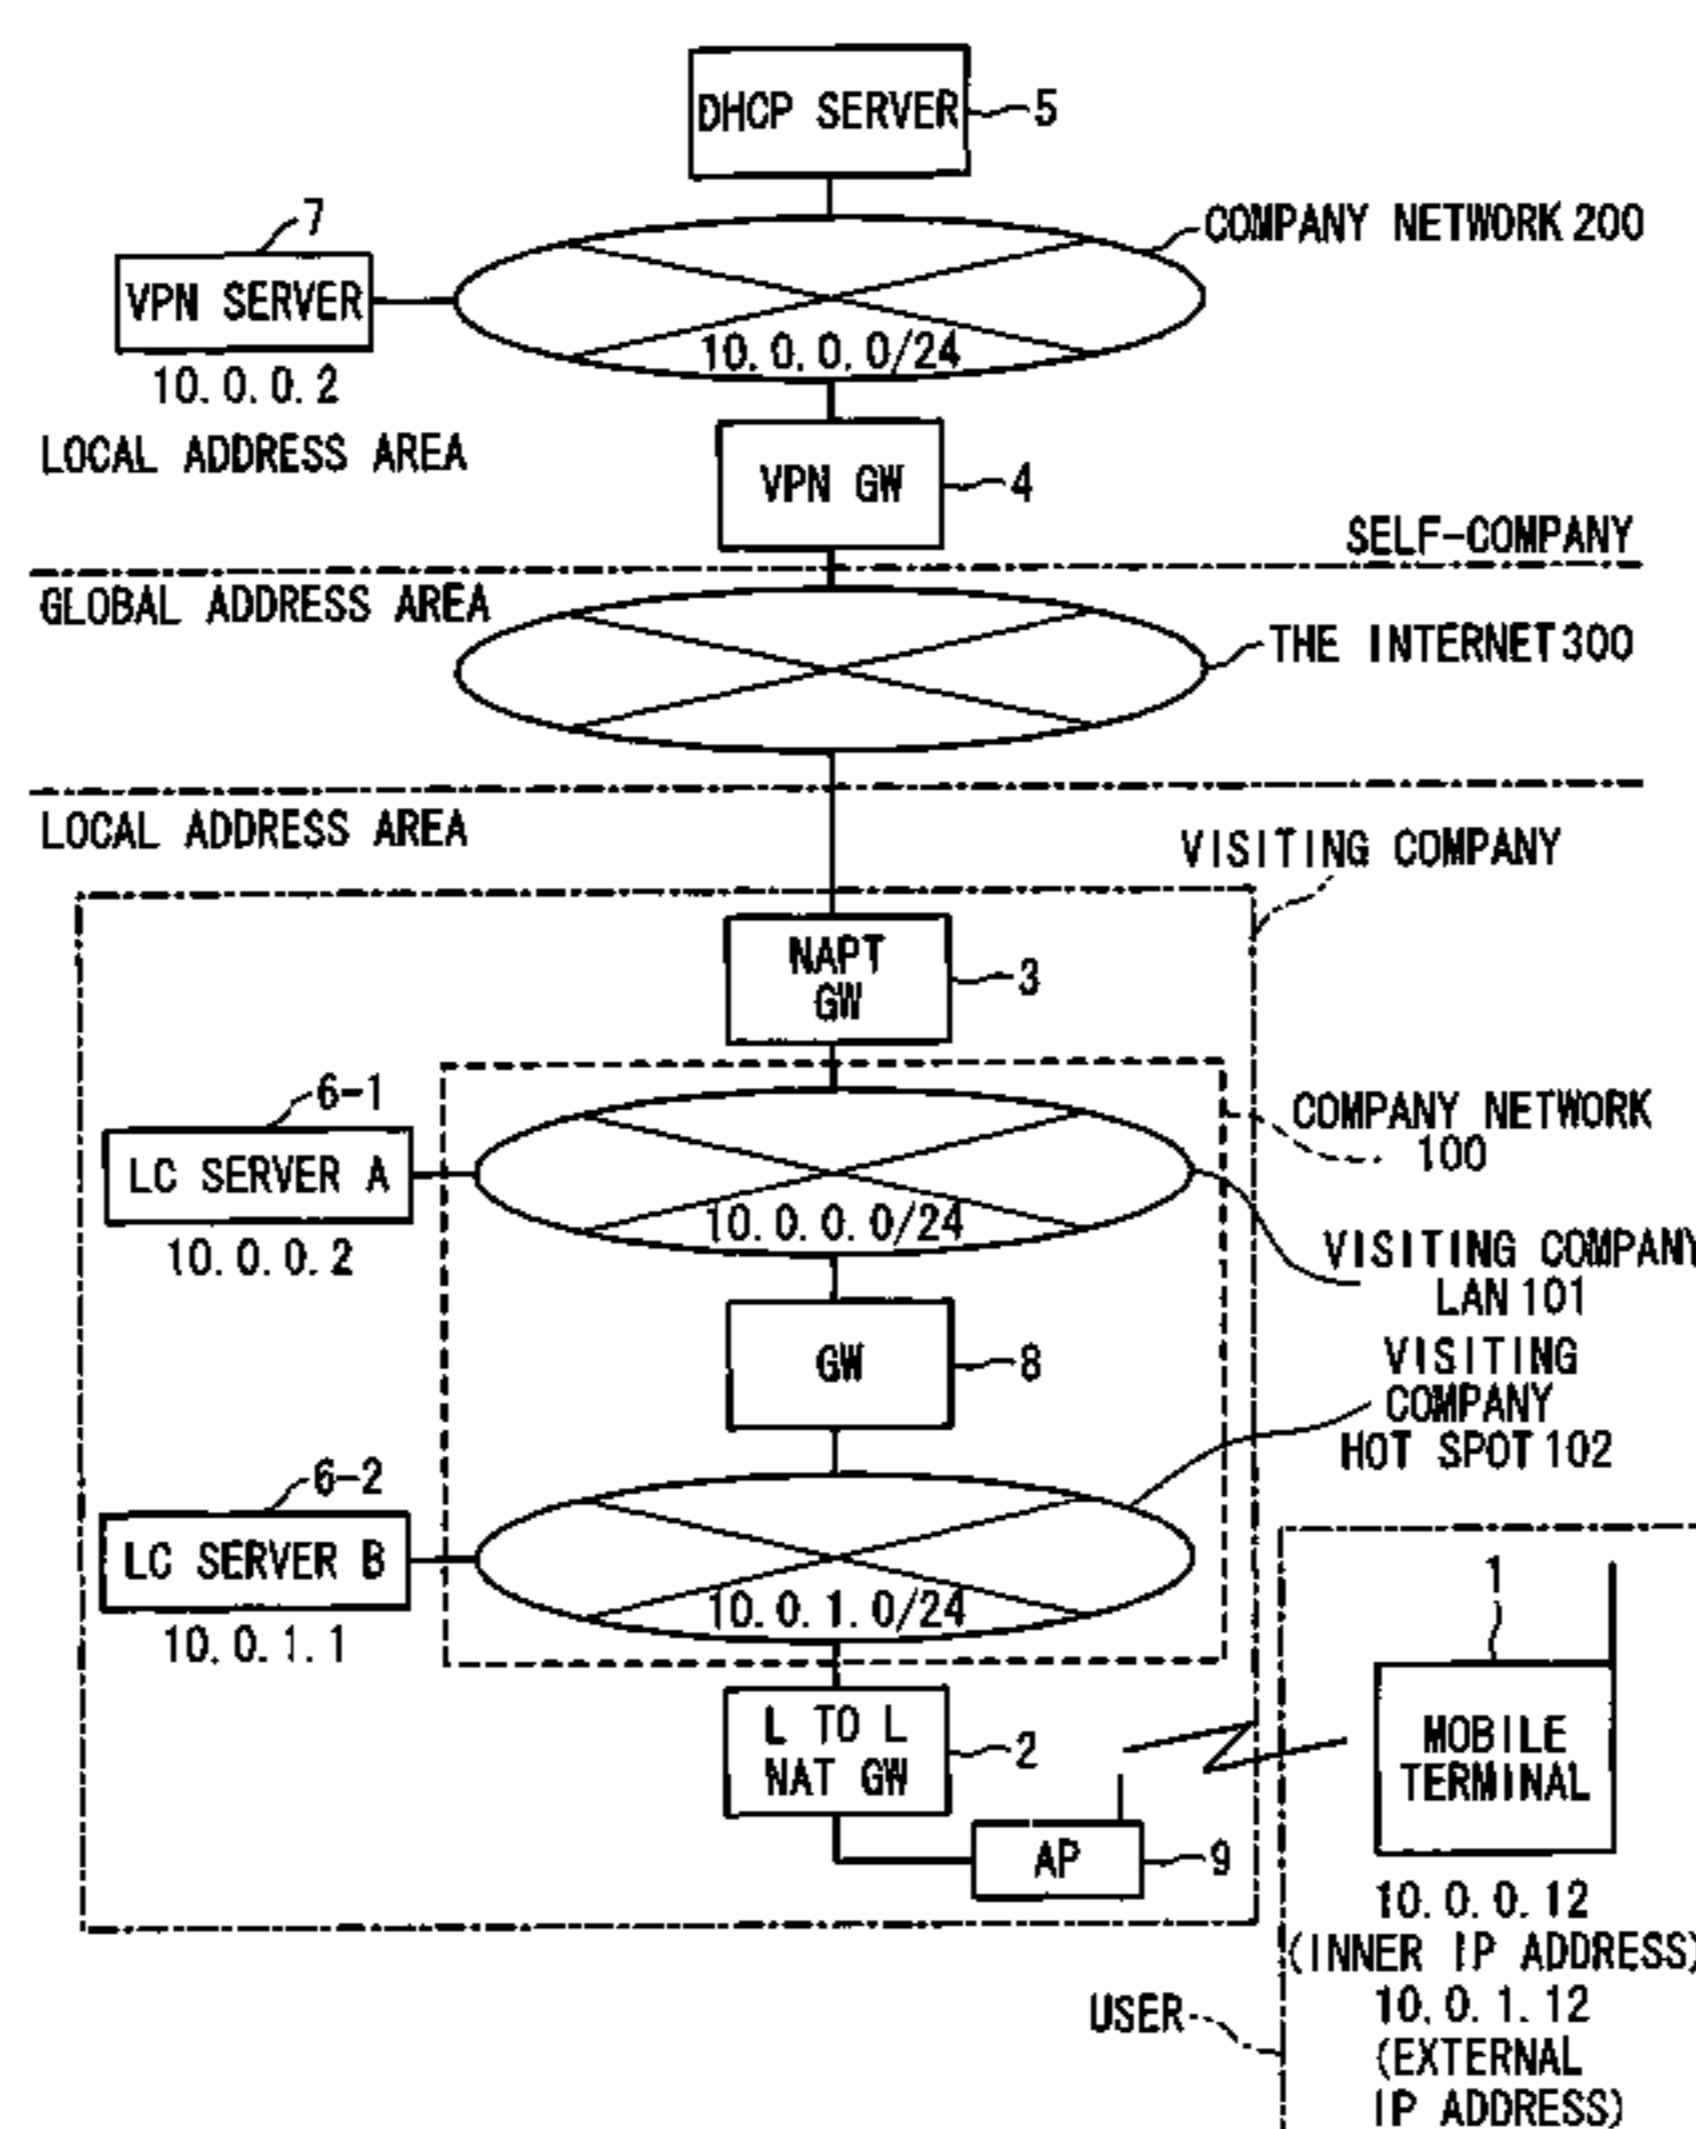 DHCP SERVER
5
7
COMPANY NETWORK 200
VPN SERVER
10.0.0.2
10.0.0.0/24
LOCAL ADDRESS AREA
VPN GW
4
SELF-COMPANY
GLOBAL ADDRESS AREA
THE INTERNET 300
LOCAL ADDRESS AREA
VISITING COMPANY
NAPT
GW
3
6-1
COMPANY NETWORK
100
LC SERVER A
10.0.0.2
10.0.0.0/24
VISITING COMPANY
LAN 101
GW
8
VISITING
COMPANY
HOT SPOT 102
6-2
LC SERVER B
10.0.1.1
10.0.1.0/24
1
L TO L
NAT GW
2
MOBILE
TERMINAL
AP
9
10.0.0.12
(INNER IP ADDRESS)
10.0.1.12
(EXTERNAL
IP ADDRESS)
USER